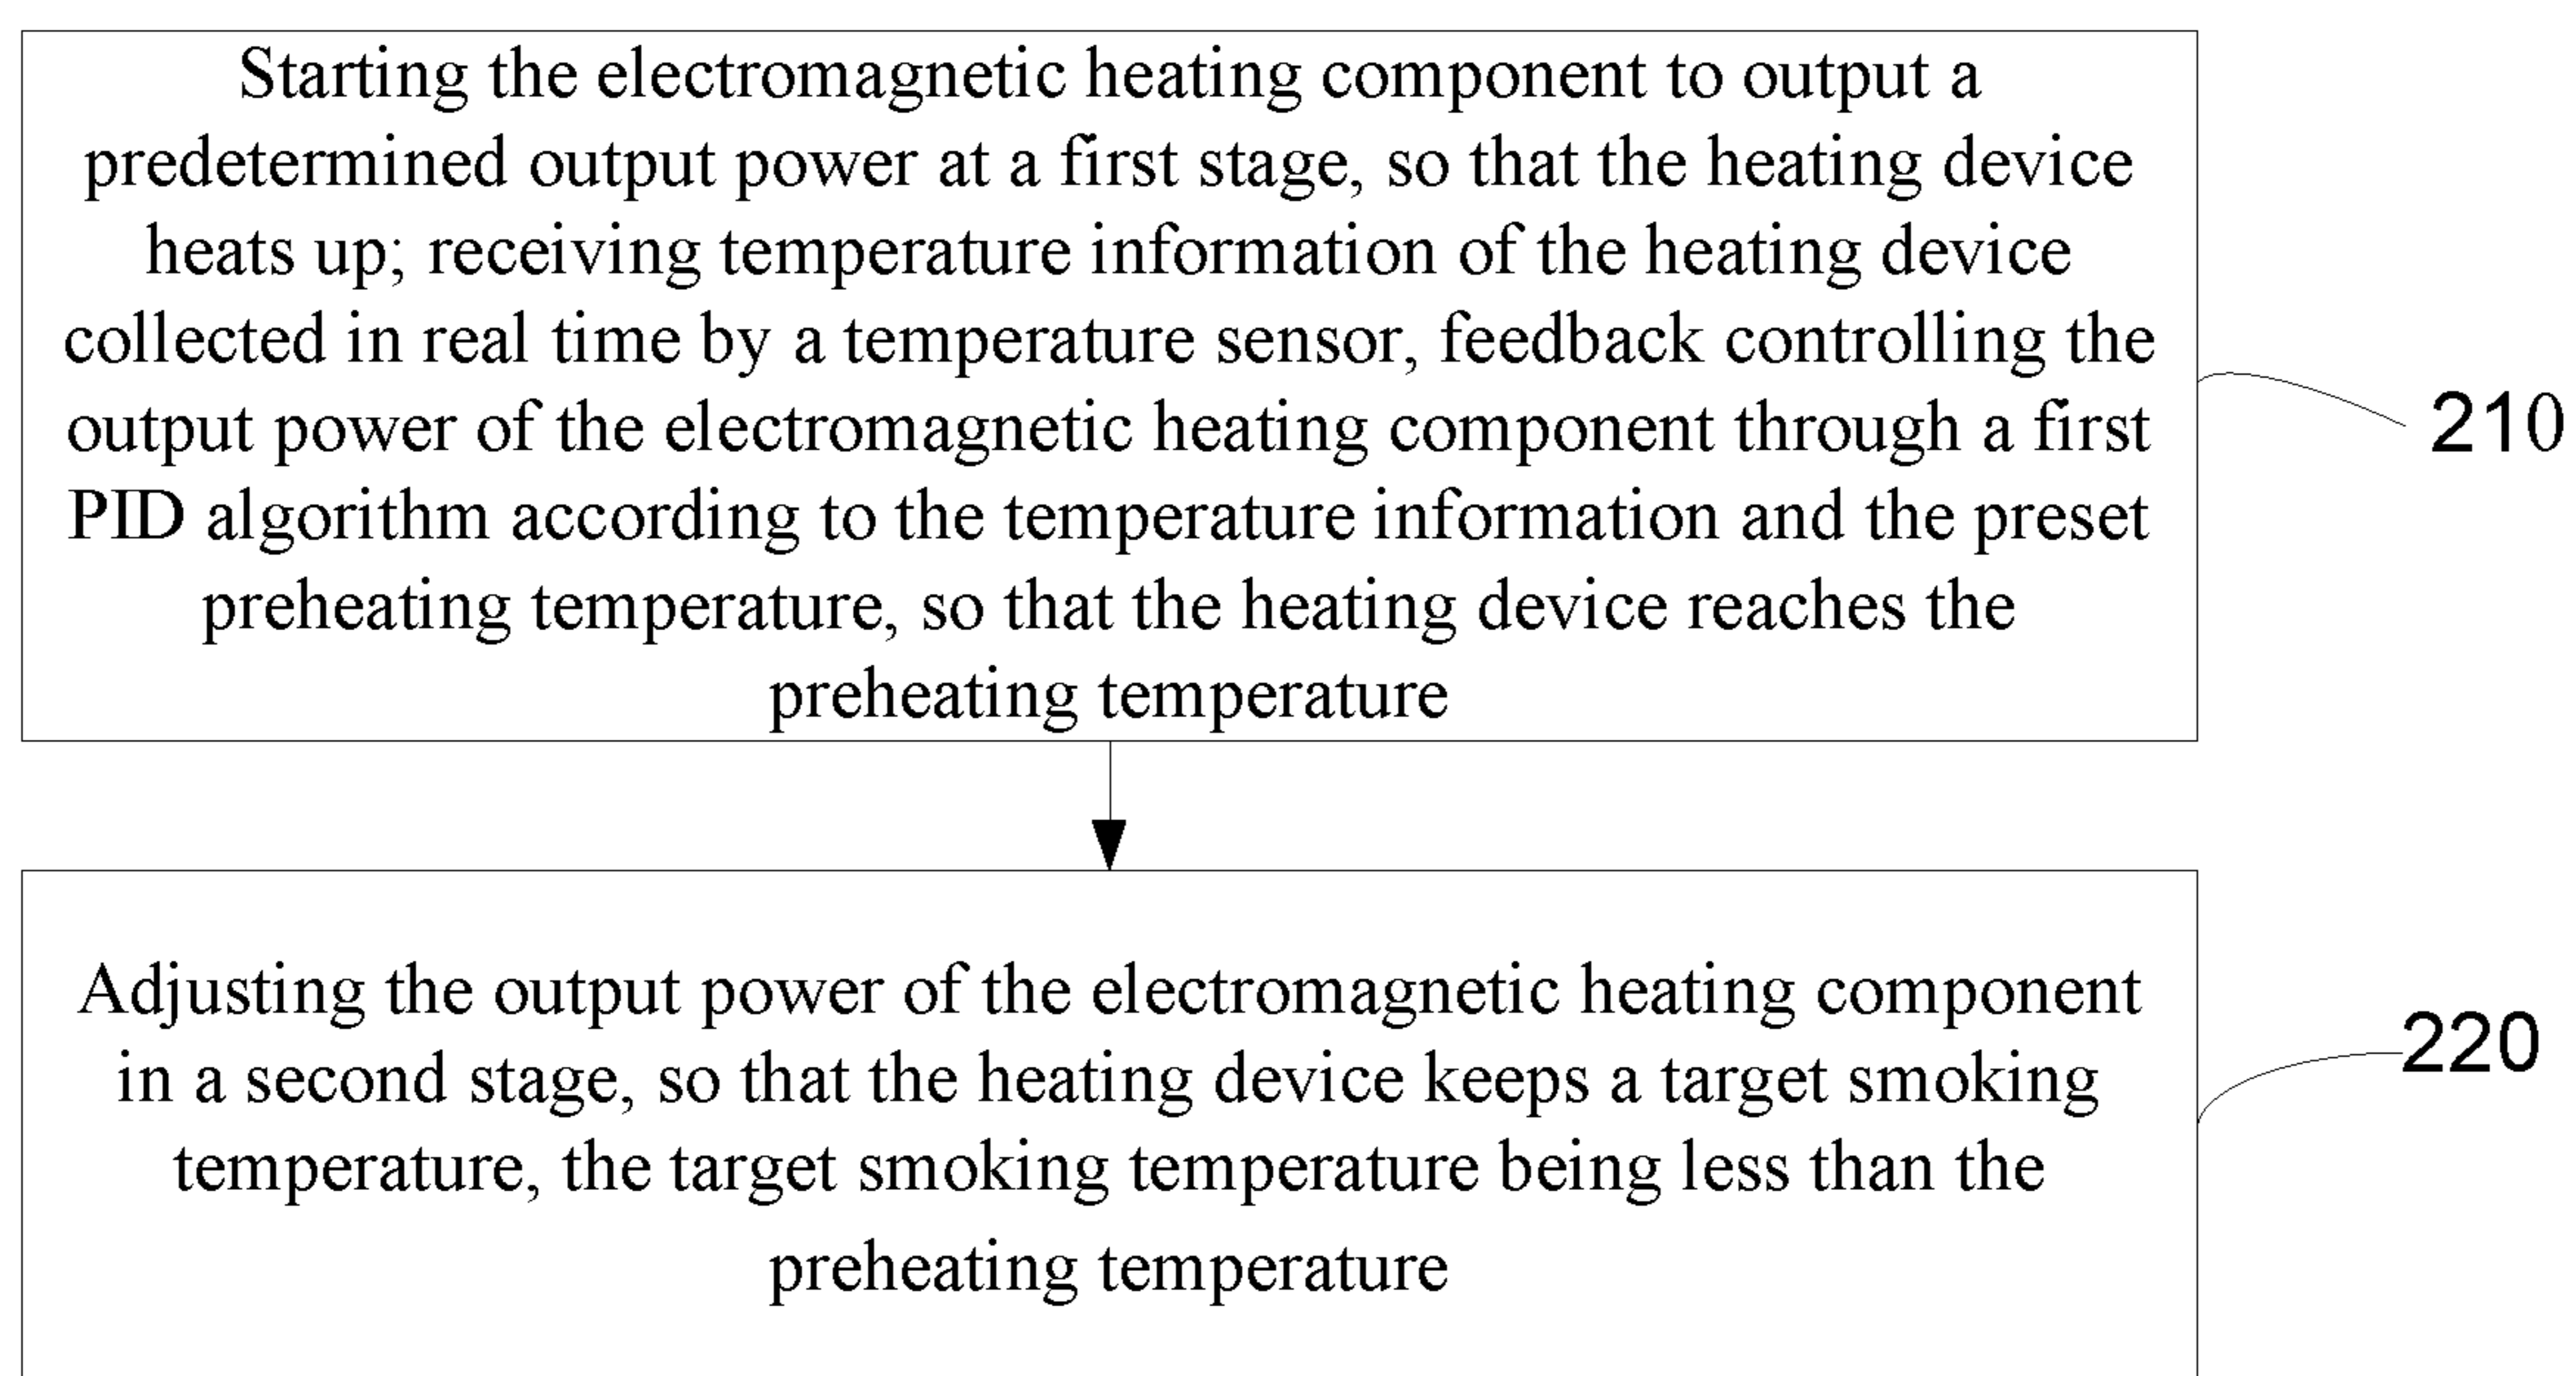 Starting the electromagnetic heating component to output a
predetermined output power at a first stage, so that the heating device
heats up; receiving temperature information of the heating device
collected in real time by a temperature sensor, feedback controlling the
output power of the electromagnetic heating component through a first
PID algorithm according to the temperature information and the preset
preheating temperature, so that the heating device reaches the
preheating temperature
210
Adjusting the output power of the electromagnetic heating component
in a second stage, so that the heating device keeps a target smoking
temperature, the target smoking temperature being less than the
preheating temperature
220